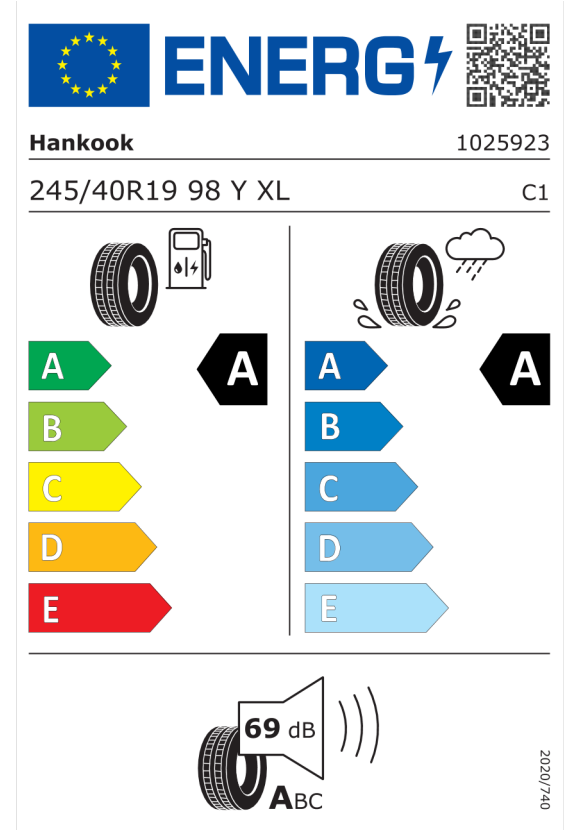 ENERG
Hankook 1025923
245/40R19 98 Y XL C1
A A
B
C
D
E
A A
B
C
D
E
69 dB
ABC
2020/740